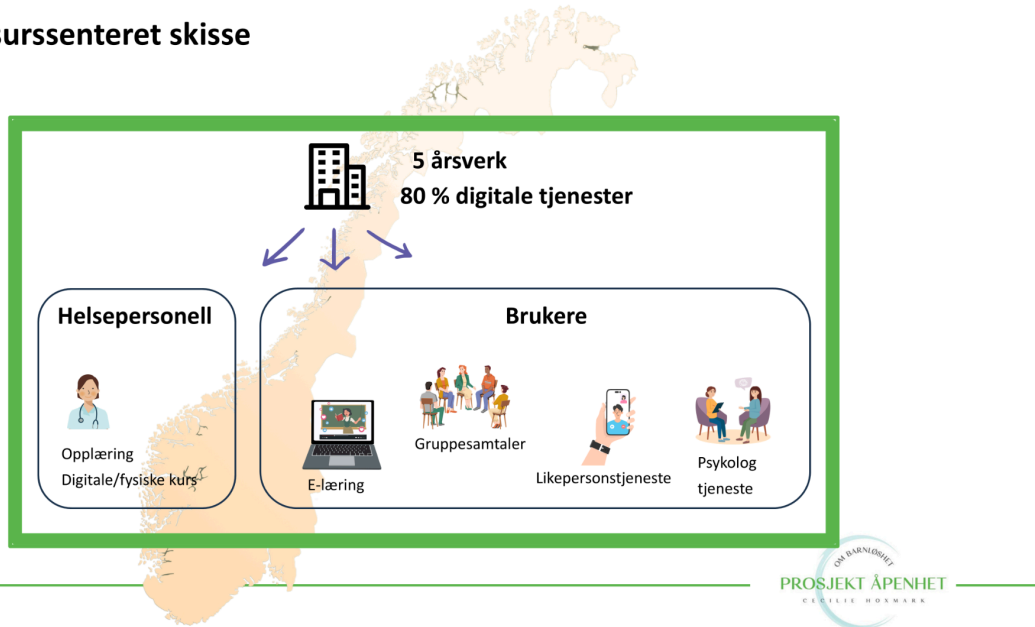 surssenteret skisse
5 årsverk
80 % digitale tjenester
Helsepersonell
Brukere
Opplæring
Digitale/fysiske kurs
E-læring
Gruppesamtaler
Likepersonstjeneste
Psykolog
tjeneste
OM BARNLØSHET
PROSJEKT ÅPENHET
CECILIE HOXMARK